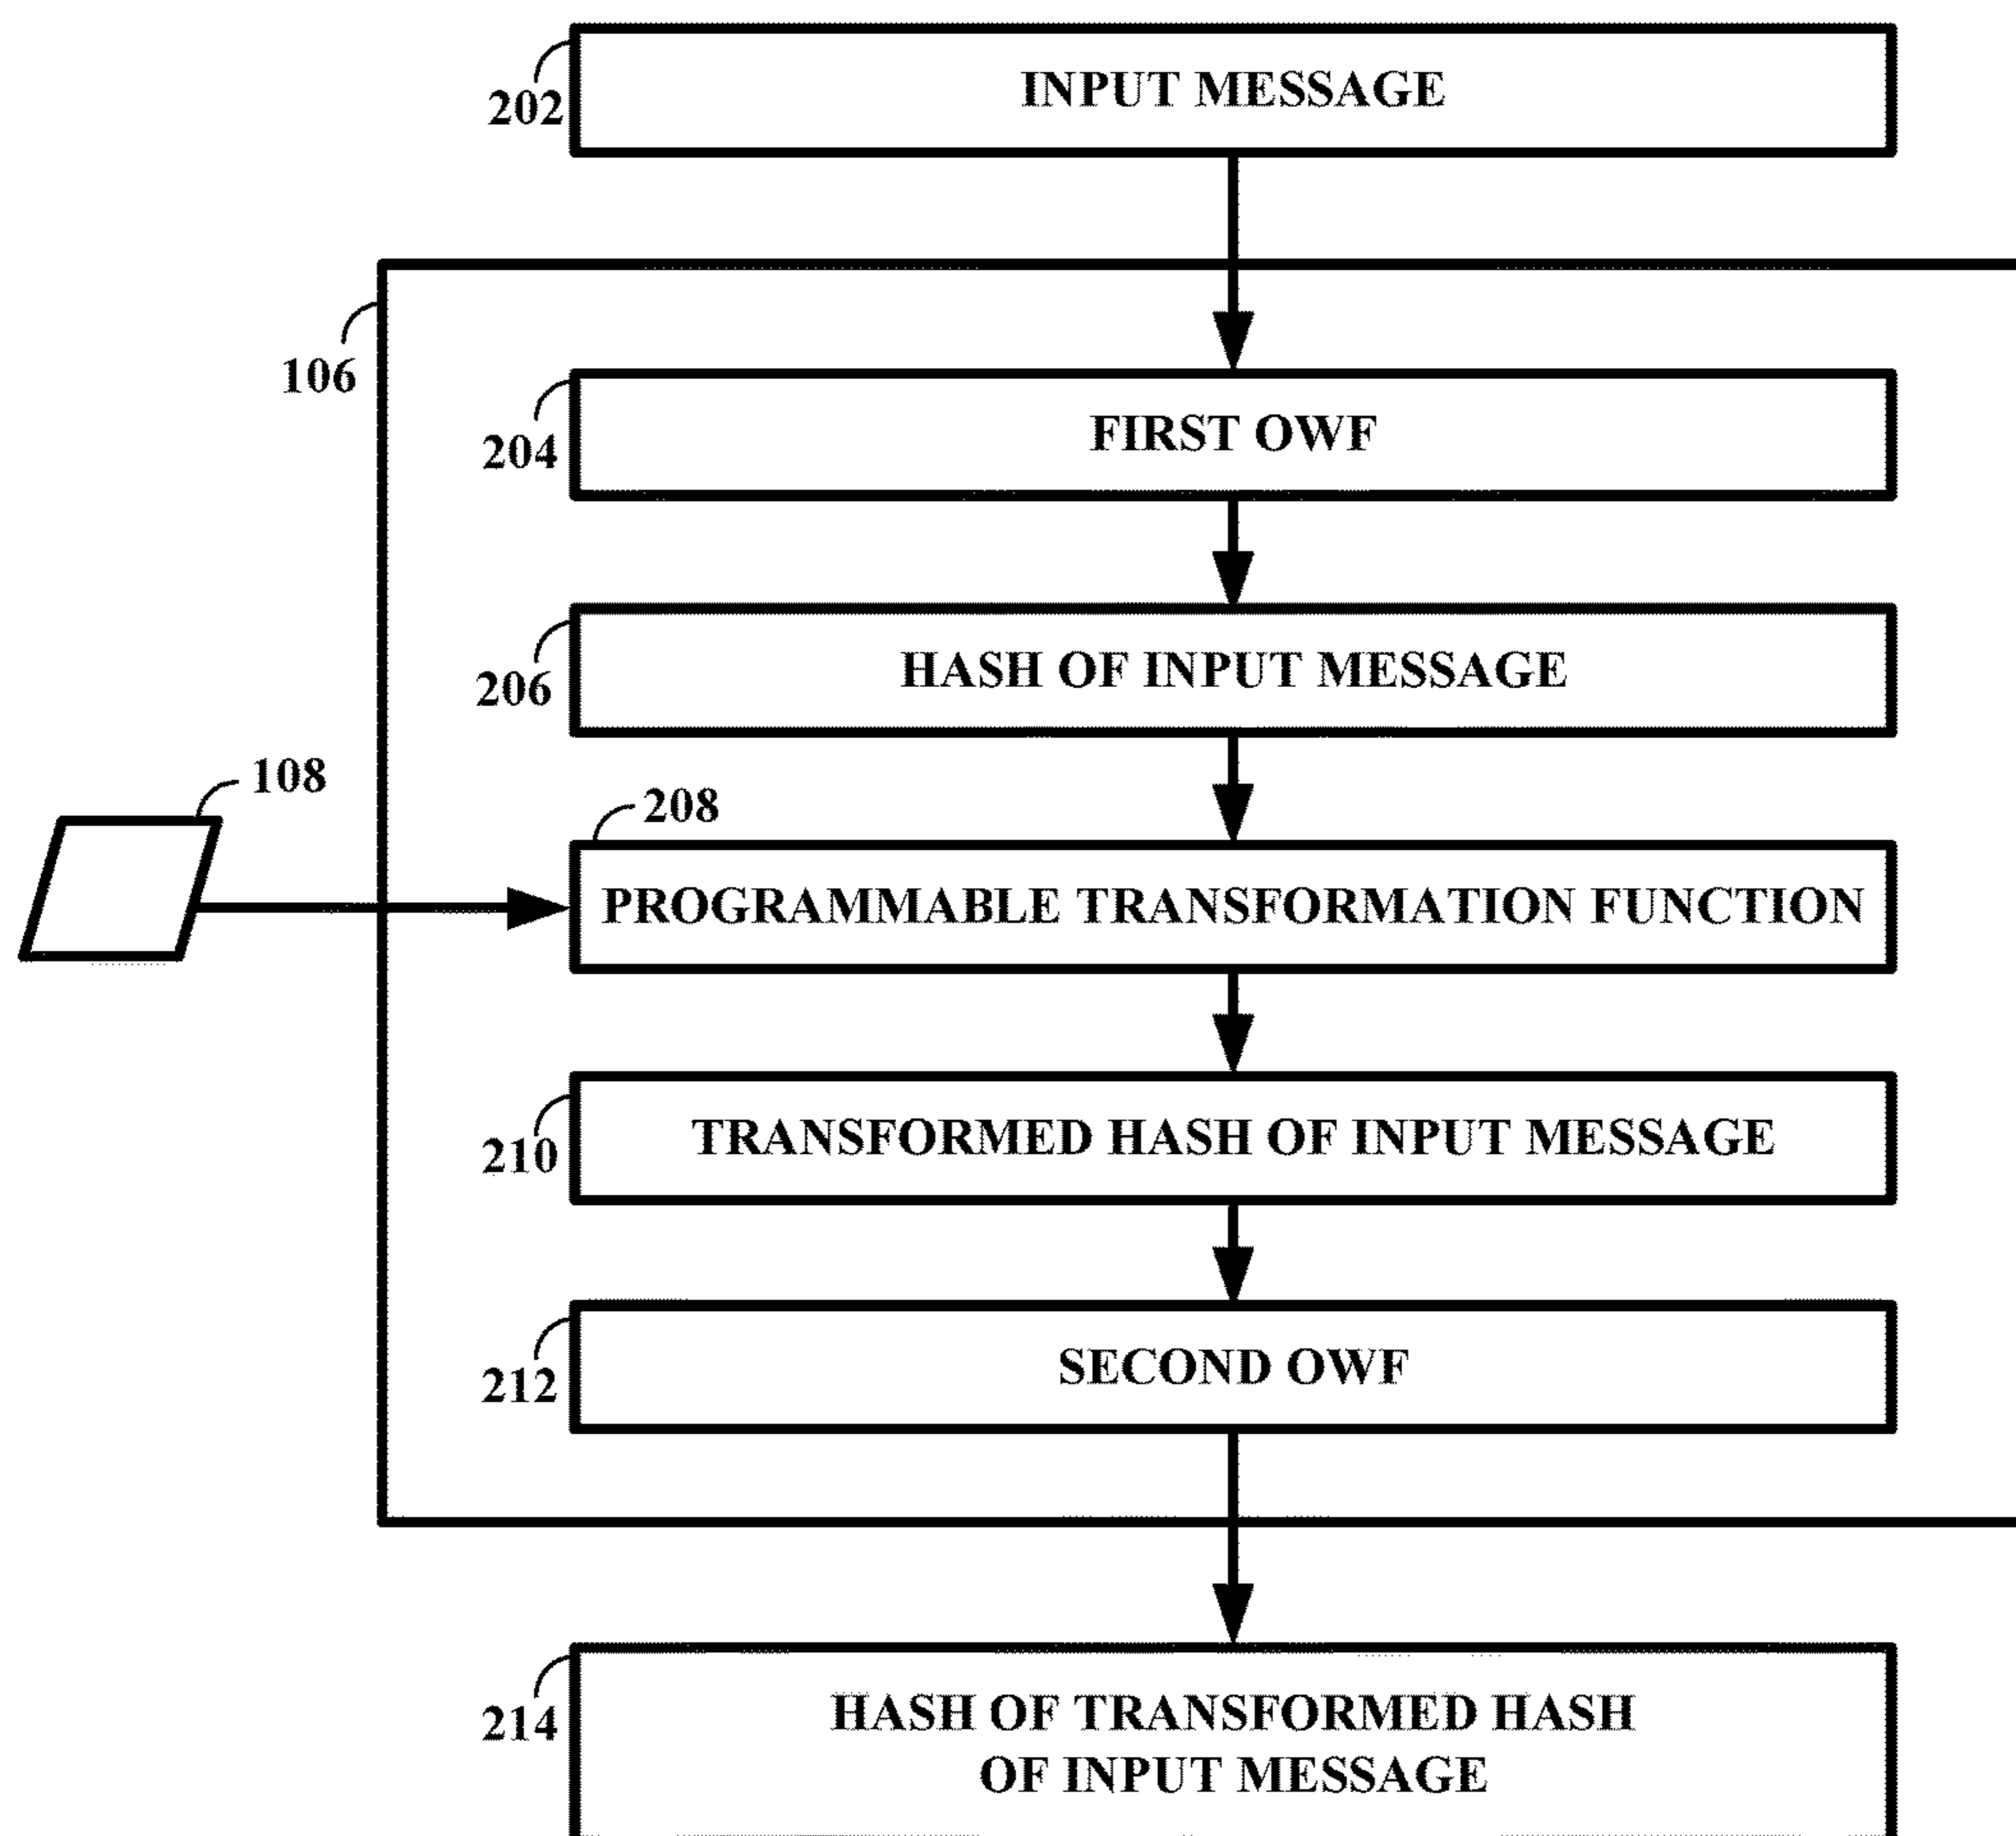 INPUT MESSAGE
202
106
FIRST OWF
204
HASH OF INPUT MESSAGE
206
108
208
PROGRAMMABLE TRANSFORMATION FUNCTION
TRANSFORMED HASH OF INPUT MESSAGE
210
SECOND OWF
212
214
HASH OF TRANSFORMED HASH
OF INPUT MESSAGE